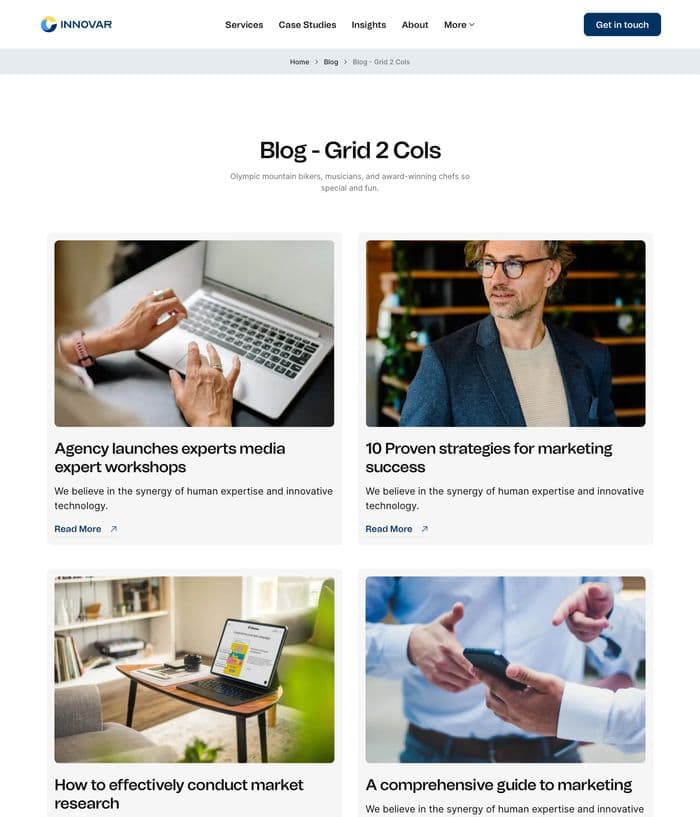 INNOVAR
Services Case Studies Insights About More
Get in touch
Home > Blog > Blog - Grid 2 Cols
Blog - Grid 2 Cols
Olympic mountain bikers, musicians, and award-winning chefs so
special and fun.
Agency launches experts media
expert workshops
We believe in the synergy of human expertise and innovative
technology.
Read More
10 Proven strategies for marketing
success
We believe in the synergy of human expertise and innovative
technology.
Read More
How to effectively conduct market
research
A comprehensive guide to marketing
We believe in the synergy of human expertise and innovative